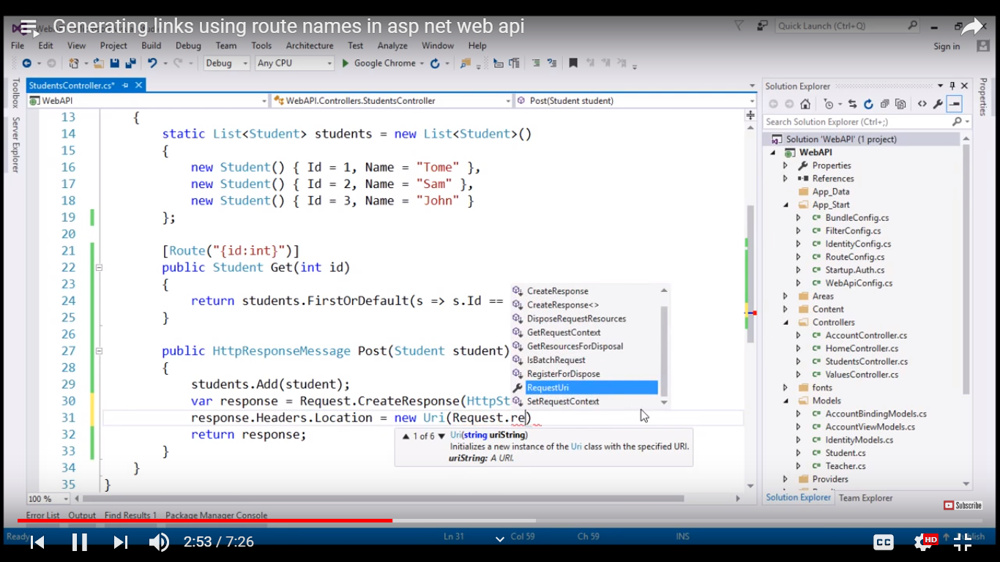 Generating links using route names in asp net web api
Quick Launch (Ctrl+Q)
File Edit View Project Build Debug Team Tools Architecture Test Analyze Window Help
Sign in
Debug Any CPU Google Chrome
Toolbox
Server Explorer
StudentsController.cs*
WebAPI WebAPI.Controllers.StudentsController Post(Student student)
13 {
14 static List<Student> students = new List<Student>()
15 {
16 new Student() { Id = 1, Name = "Tome" },
17 new Student() { Id = 2, Name = "Sam" },
18 new Student() { Id = 3, Name = "John" }
19 };
20
21 [Route("{id:int}")]
22 public Student Get(int id)
23 {
24 return students.FirstOrDefault(s => s.Id ==
25 }
26
27 public HttpResponseMessage Post(Student student)
28 {
29 students.Add(student);
30 var response = Request.CreateResponse(HttpSt
31 response.Headers.Location = new Uri(Request.re)
32 return response;
33 }
34 }
35 }
CreateResponse
CreateResponse<>
DisposeRequestResources
GetRequestContext
GetResourcesForDisposal
IsBatchRequest
RegisterForDispose
RequestUri
SetRequestContext
1 of 6 Uri(string uriString)
Initializes a new instance of the Uri class with the specified URI.
uriString: A URI.
100 %
Error List Output Find Results 1 Package Manager Console
Solution Explorer
Search Solution Explorer (Ctrl+;)
Solution 'WebAPI' (1 project)
WebAPI
Properties
References
App_Data
App_Start
BundleConfig.cs
FilterConfig.cs
IdentityConfig.cs
RouteConfig.cs
Startup.Auth.cs
WebApiConfig.cs
Areas
Content
Controllers
AccountController.cs
HomeController.cs
StudentsController.cs
ValuesController.cs
fonts
Models
AccountBindingModels.cs
AccountViewModels.cs
IdentityModels.cs
Student.cs
Teacher.cs
Providers
Solution Explorer Team Explorer
Properties
Subscribe
Ready Ln 31 Col 59 Ch 59 INS
2:53 / 7:26
CC HD